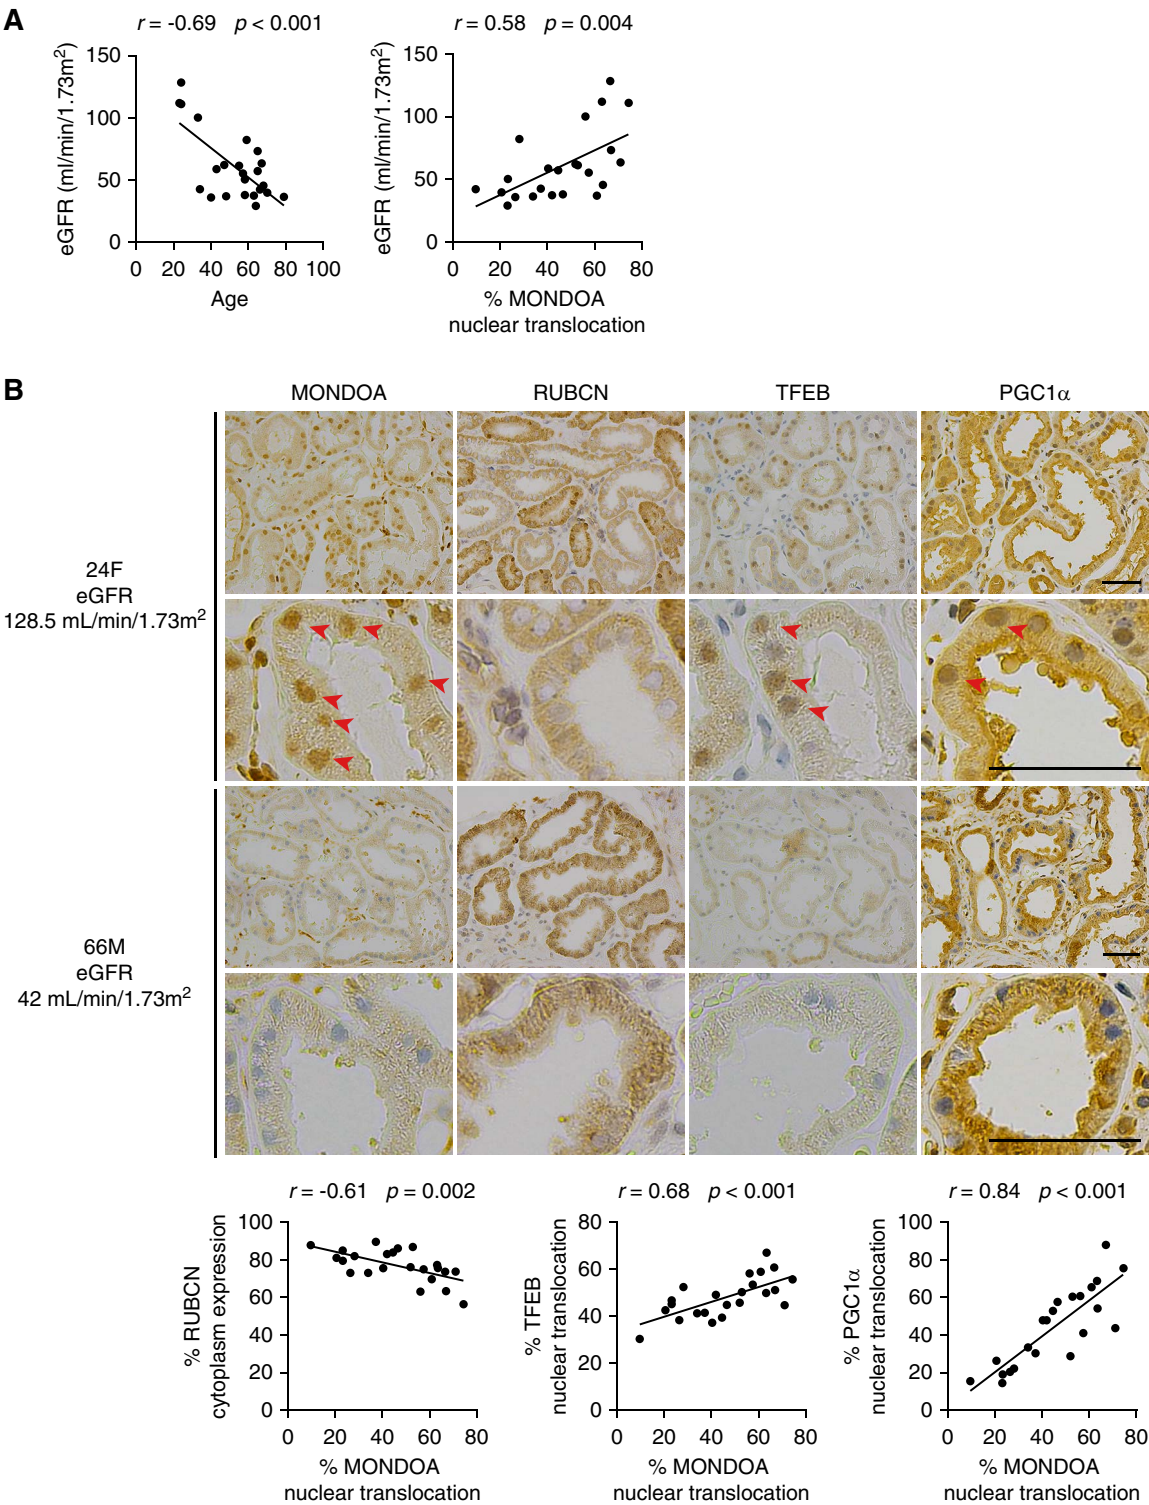 A
r = -0.69 p < 0.001
eGFR (ml/min/1.73m²)
150
100
50
0
0 20 40 60 80 100
Age
r = 0.58 p = 0.004
eGFR (ml/min/1.73m²)
150
100
50
0
0 20 40 60 80
% MONDOA
nuclear translocation
B
MONDOA RUBCN TFEB PGC1α
24F
eGFR
128.5 mL/min/1.73m²
66M
eGFR
42 mL/min/1.73m²
r = -0.61 p = 0.002
% RUBCN
cytoplasm expression
100
80
60
40
20
0
0 20 40 60 80
% MONDOA
nuclear translocation
r = 0.68 p < 0.001
% TFEB
nuclear translocation
80
60
40
20
0
0 20 40 60 80
% MONDOA
nuclear translocation
r = 0.84 p < 0.001
% PGC1α
nuclear translocation
100
80
60
40
20
0
0 20 40 60 80
% MONDOA
nuclear translocation